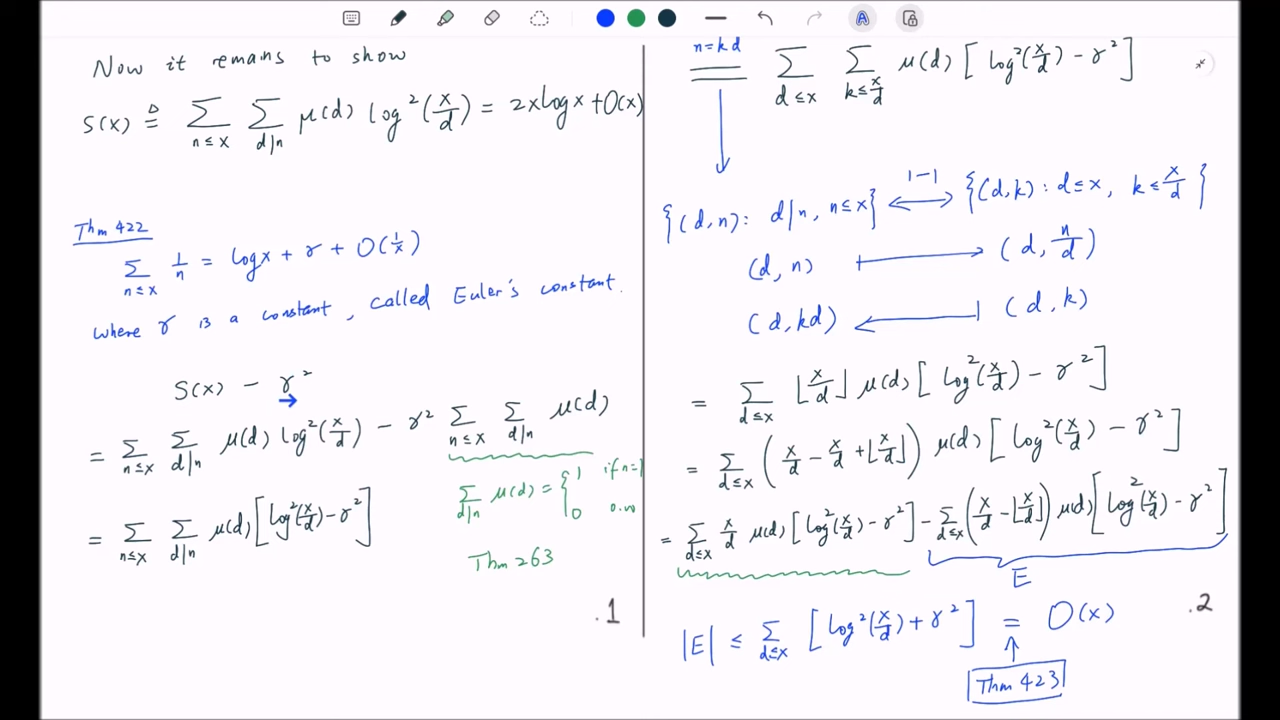 Now it remains to show
S(x) ≜ Σ_{n≤x} Σ_{d|n} μ(d) log²(x/d) = 2x log x + O(x)
Thm 422
Σ_{n≤x} 1/n = log x + γ + O(1/x)
where γ is a constant, called Euler's constant.
S(x) − γ²
= Σ_{n≤x} Σ_{d|n} μ(d) log²(x/d) − γ² Σ_{n≤x} Σ_{d|n} μ(d)
Σ_{d|n} μ(d) = { 1 if n=1
0 o.w
= Σ_{n≤x} Σ_{d|n} μ(d) [log²(x/d) − γ²]
Thm 263
.1
n=kd
= Σ_{d≤x} Σ_{k≤x/d} μ(d) [log²(x/d) − γ²]
{(d,n): d|n, n≤x} ⟷ 1−1 {(d,k): d≤x, k≤x/d}
(d,n) ⟼ (d, n/d)
(d,kd) ⟻ (d,k)
= Σ_{d≤x} ⌊x/d⌋ μ(d) [log²(x/d) − γ²]
= Σ_{d≤x} (x/d − x/d + ⌊x/d⌋) μ(d) [log²(x/d) − γ²]
= Σ_{d≤x} x/d μ(d) [log²(x/d) − γ²] − Σ_{d≤x} (x/d − ⌊x/d⌋) μ(d) [log²(x/d) − γ²]
E
|E| ≤ Σ_{d≤x} [log²(x/d) + γ²] = O(x)
Thm 423
.2